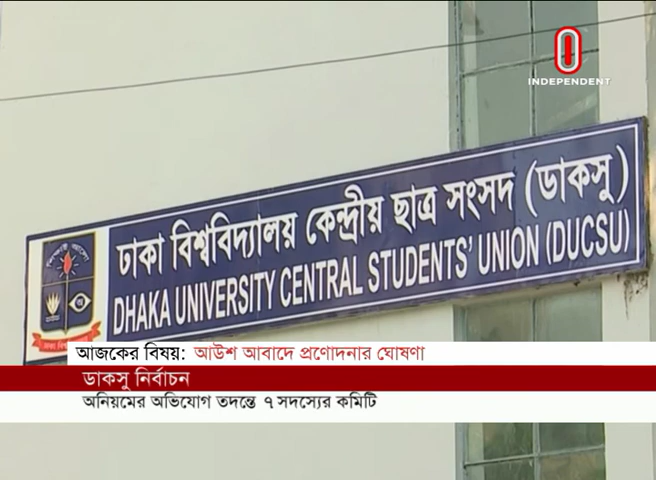 INDEPENDENT
ঢাকা বিশ্ববিদ্যালয় কেন্দ্রীয় ছাত্র সংসদ (ডাকসু)
DHAKA UNIVERSITY CENTRAL STUDENTS' UNION (DUCSU)
আজকের বিষয়: আউশ আবাদে প্রণোদনার ঘোষণা
ডাকসু নির্বাচন
অনিয়মের অভিযোগ তদন্তে ৭ সদস্যের কমিটি